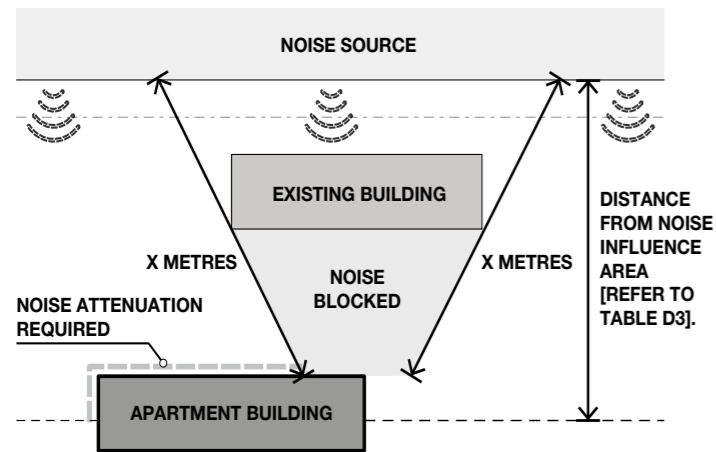 NOISE SOURCE
EXISTING BUILDING
DISTANCE
FROM NOISE
INFLUENCE
AREA
[REFER TO
TABLE D3].
X METRES
X METRES
NOISE
BLOCKED
NOISE ATTENUATION
REQUIRED
APARTMENT BUILDING